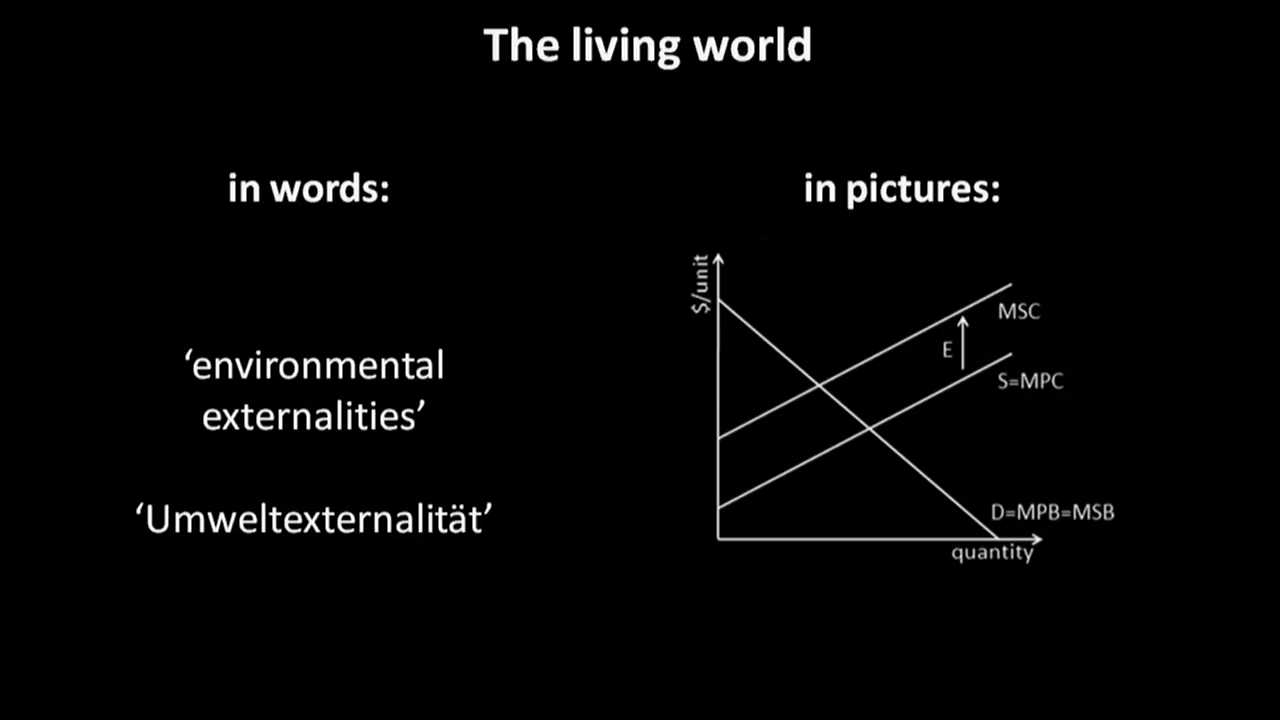 The living world
in words:
‘environmental
externalities’
‘Umweltexternalität’
in pictures:
$/unit
MSC
E
S=MPC
D=MPB=MSB
quantity